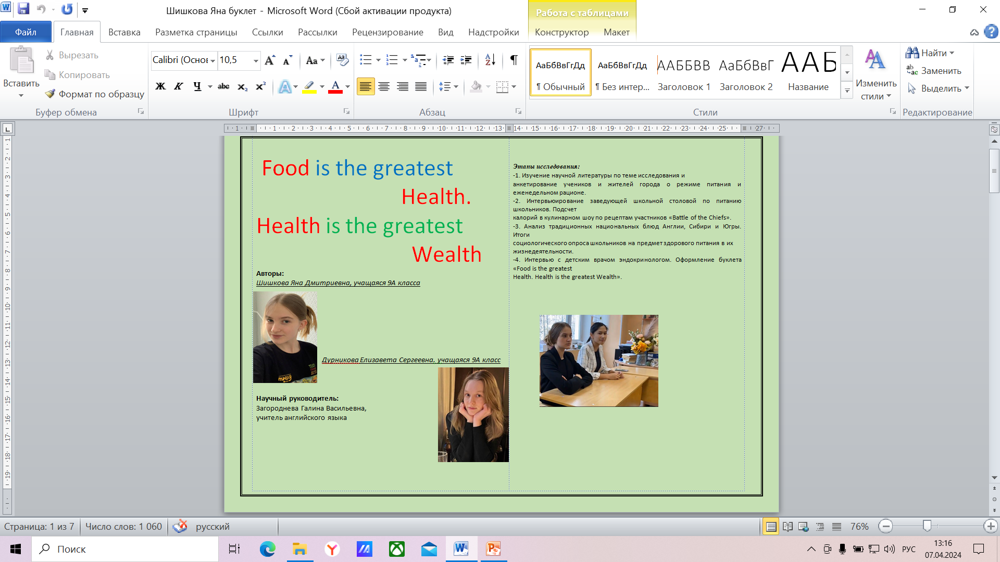 Шишкова Яна буклет - Microsoft Word (Сбой активации продукта)
Работа с таблицами
Файл
Главная
Вставка
Разметка страницы
Ссылки
Рассылки
Рецензирование
Вид
Надстройки
Конструктор
Макет
Вставить
Вырезать
Копировать
Формат по образцу
Буфер обмена
Calibri (Осно
10,5
Шрифт
Абзац
АаБбВвГгДд
¶ Обычный
АаБбВвГгДд
¶ Без интер...
ААББВВ
Заголовок 1
АаБбВвГ
Заголовок 2
ААБ
Название
Изменить
стили
Стили
Найти
Заменить
Выделить
Редактирование
Food is the greatest
Health.
Health is the greatest
Wealth
Авторы:
Шишкова Яна Дмитриевна, учащаяся 9А класса
Дурникова Елизавета Сергеевна. учащаяся 9А класс
Научный руководитель:
Загороднева Галина Васильевна,
учитель английского языка
Этапы исследования:
-1. Изучение научной литературы по теме исследования и
анкетирование учеников и жителей города о режиме питания и
еженедельном рационе.
-2. Интервьюирование заведующей школьной столовой по питанию
школьников. Подсчет
калорий в кулинарном шоу по рецептам участников «Battle of the Chiefs».
-3. Анализ традиционных национальных блюд Англии, Сибири и Югры.
Итоги
социологического опроса школьников на предмет здорового питания в их
жизнедеятельности.
-4. Интервью с детским врачом эндокринологом. Оформление буклета
«Food is the greatest
Health. Health is the greatest Wealth».
Страница: 1 из 7
Число слов: 1 060
русский
76%
Поиск
РУС
13:16
07.04.2024